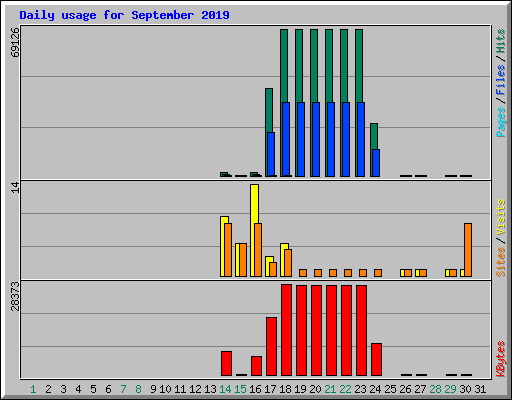 Daily usage for September 2019
69126
Pages / Files / Hits
14
Sites / Visits
28373
KBytes
1 2 3 4 5 6 7 8 9 10 11 12 13 14 15 16 17 18 19 20 21 22 23 24 25 26 27 28 29 30 31